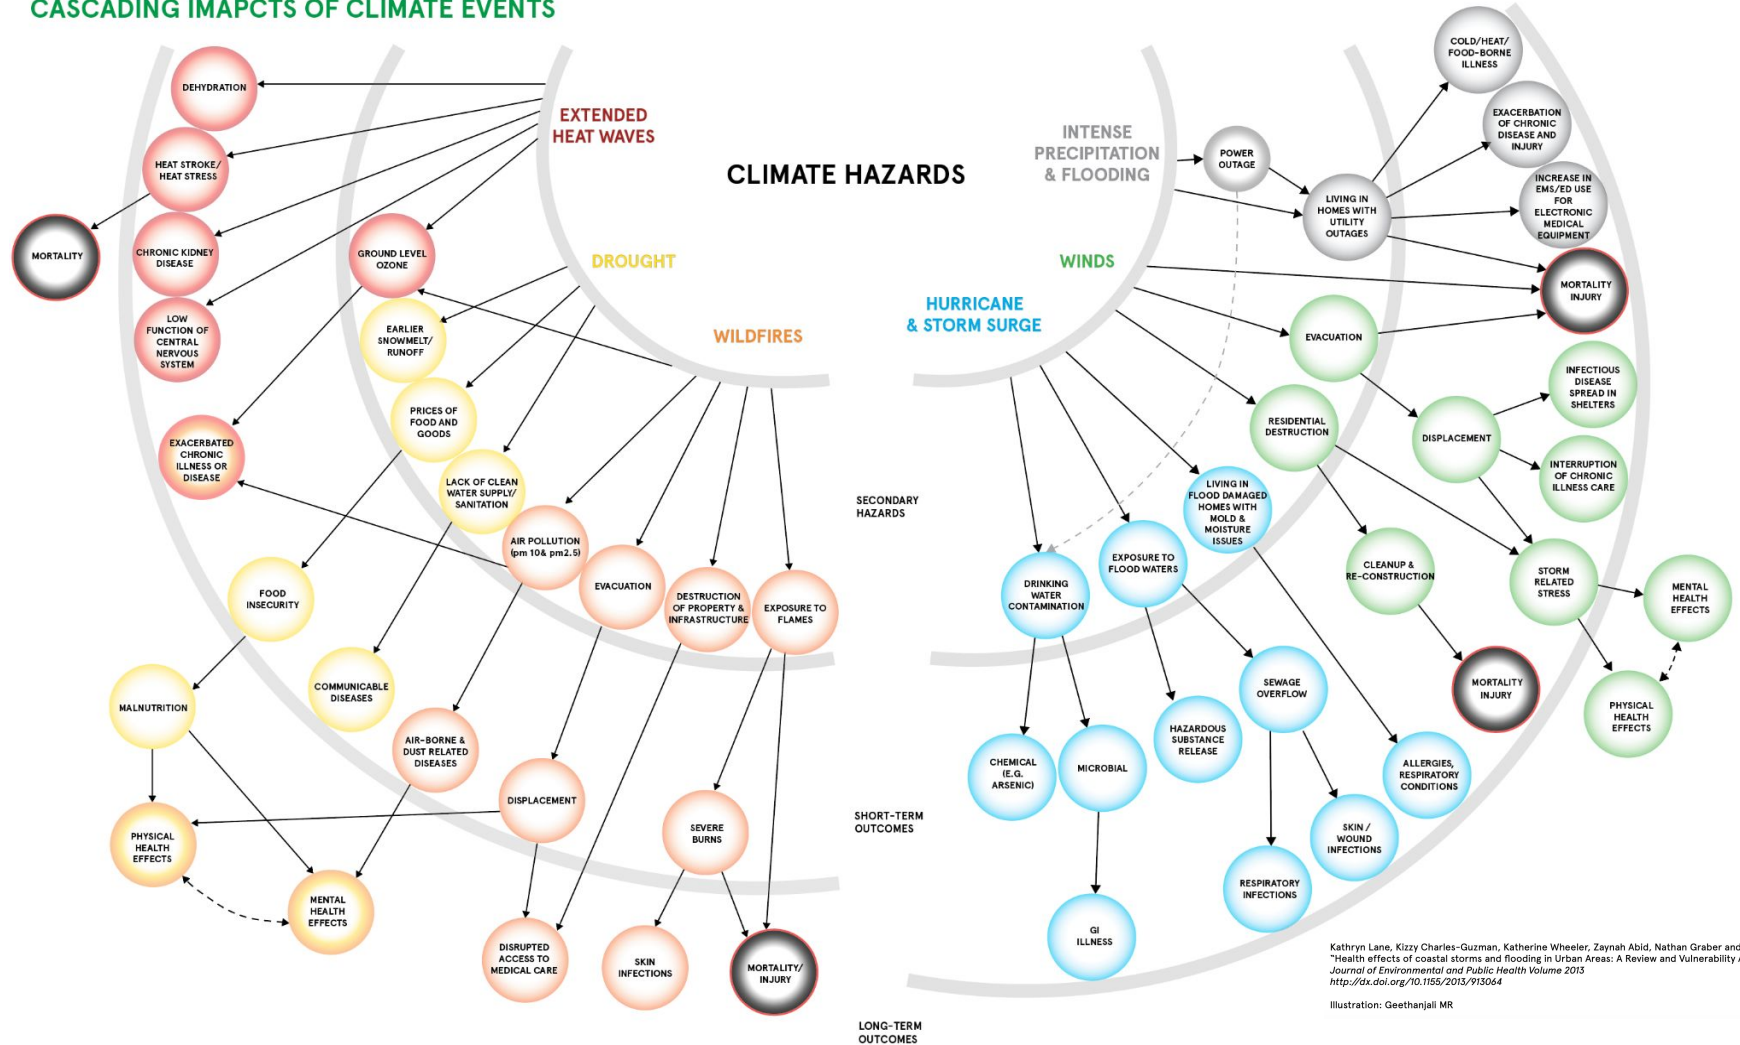 CASCADING IMAPCTS OF CLIMATE EVENTS
CLIMATE HAZARDS
EXTENDED
HEAT WAVES
DROUGHT
WILDFIRES
DEHYDRATION
HEAT STROKE/
HEAT STRESS
MORTALITY
CHRONIC KIDNEY
DISEASE
LOW
FUNCTION OF
CENTRAL
NERVOUS
SYSTEM
GROUND LEVEL
OZONE
EARLIER
SNOWMELT/
RUNOFF
PRICES OF
FOOD AND
GOODS
EXACERBATED
CHRONIC
ILLNESS OR
DISEASE
LACK OF CLEAN
WATER SUPPLY/
SANITATION
AIR POLLUTION
(pm 10& pm2.5)
EVACUATION
DESTRUCTION
OF PROPERTY &
INFRASTRUCTURE
EXPOSURE TO
FLAMES
FOOD
INSECURITY
MALNUTRITION
COMMUNICABLE
DISEASES
AIR-BORNE &
DUST RELATED
DISEASES
DISPLACEMENT
SEVERE
BURNS
PHYSICAL
HEALTH
EFFECTS
MENTAL
HEALTH
EFFECTS
DISRUPTED
ACCESS TO
MEDICAL CARE
SKIN
INFECTIONS
MORTALITY/
INJURY
SECONDARY
HAZARDS
SHORT-TERM
OUTCOMES
LONG-TERM
OUTCOMES
INTENSE
PRECIPITATION
& FLOODING
WINDS
HURRICANE
& STORM SURGE
POWER
OUTAGE
LIVING IN
HOMES WITH
UTILITY
OUTAGES
COLD/HEAT/
FOOD-BORNE
ILLNESS
EXACERBATION
OF CHRONIC
DISEASE AND
INJURY
INCREASE IN
EMS/ED USE
FOR
ELECTRONIC
MEDICAL
EQUIPMENT
MORTALITY
INJURY
EVACUATION
RESIDENTIAL
DESTRUCTION
DISPLACEMENT
INFECTIOUS
DISEASE
SPREAD IN
SHELTERS
INTERRUPTION
OF CHRONIC
ILLNESS CARE
CLEANUP &
RE-CONSTRUCTION
STORM
RELATED
STRESS
MENTAL
HEALTH
EFFECTS
PHYSICAL
HEALTH
EFFECTS
MORTALITY
INJURY
LIVING IN
FLOOD DAMAGED
HOMES WITH
MOLD &
MOISTURE
ISSUES
EXPOSURE TO
FLOOD WATERS
DRINKING
WATER
CONTAMINATION
SEWAGE
OVERFLOW
HAZARDOUS
SUBSTANCE
RELEASE
CHEMICAL
(E.G.
ARSENIC)
MICROBIAL
ALLERGIES,
RESPIRATORY
CONDITIONS
SKIN /
WOUND
INFECTIONS
RESPIRATORY
INFECTIONS
GI
ILLNESS
Kathryn Lane, Kizzy Charles-Guzman, Katherine Wheeler, Zaynah Abid, Nathan Graber and
"Health effects of coastal storms and flooding in Urban Areas: A Review and Vulnerability
Journal of Environmental and Public Health Volume 2013
http://dx.doi.org/10.1155/2013/913064
Illustration: Geethanjali MR